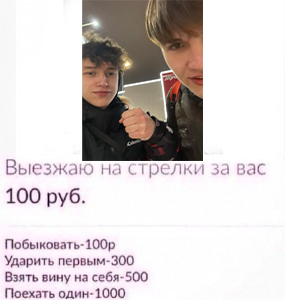 Выезжаю на стрелки за вас
100 руб.
Побыковать-100р
Ударить первым-300
Взять вину на себя-500
Поехать один-1000